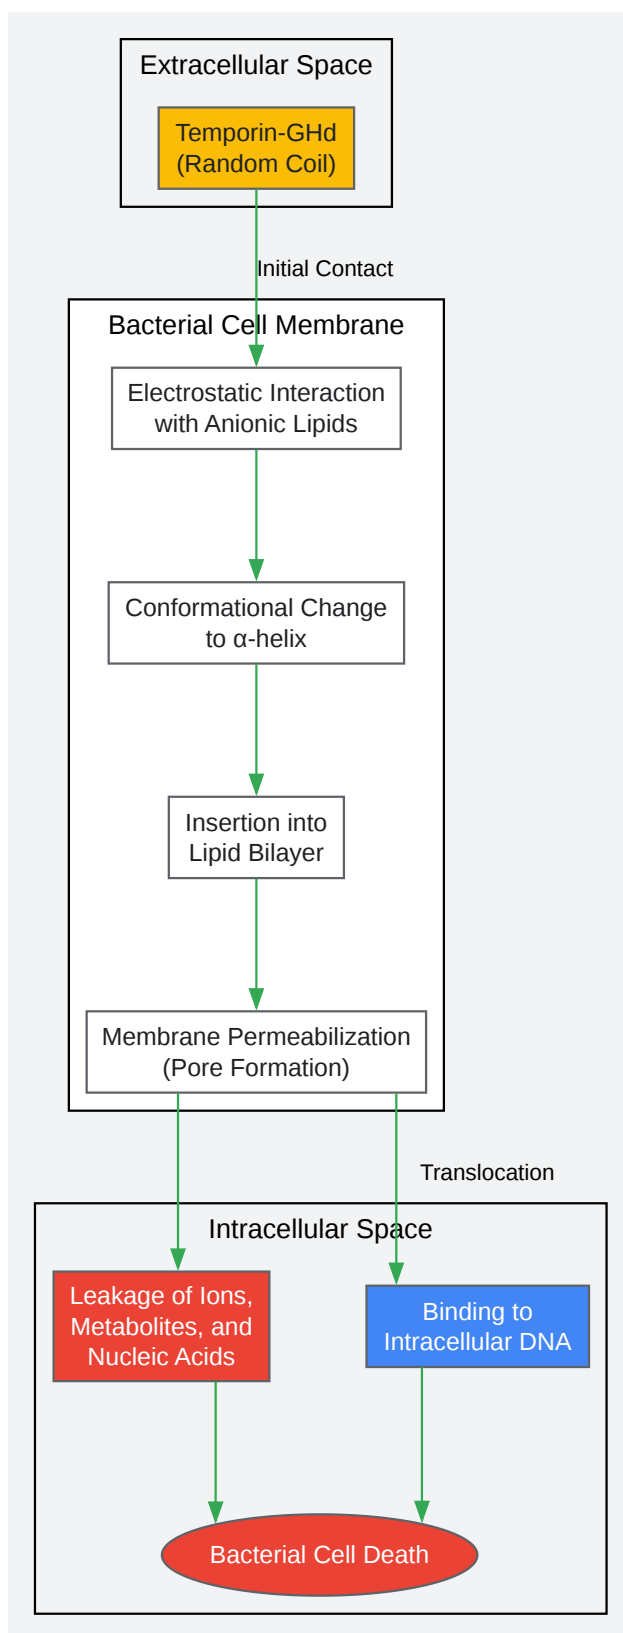 Extracellular Space
Temporin-GHd
(Random Coil)
Initial Contact
Bacterial Cell Membrane
Electrostatic Interaction
with Anionic Lipids
Conformational Change
to α-helix
Insertion into
Lipid Bilayer
Membrane Permeabilization
(Pore Formation)
Translocation
Intracellular Space
Leakage of Ions,
Metabolites, and
Nucleic Acids
Binding to
Intracellular DNA
Bacterial Cell Death